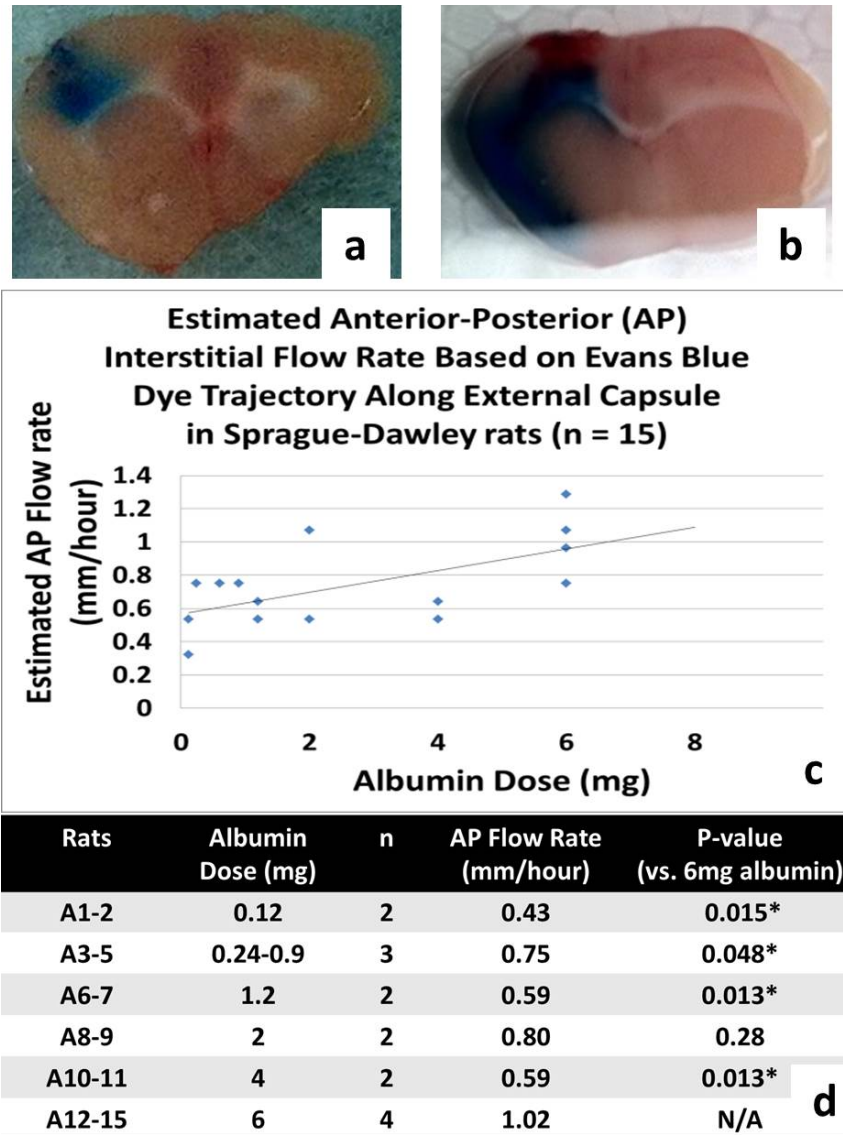 a
b
Estimated Anterior-Posterior (AP)
Interstitial Flow Rate Based on Evans Blue
Dye Trajectory Along External Capsule
in Sprague-Dawley rats (n = 15)
Estimated AP Flow rate
(mm/hour)
1.4
1.2
1
0.8
0.6
0.4
0.2
0
0 2 4 6 8
Albumin Dose (mg)
c
Rats Albumin Dose (mg) n AP Flow Rate (mm/hour) P-value (vs. 6mg albumin)
A1-2 0.12 2 0.43 0.015*
A3-5 0.24-0.9 3 0.75 0.048*
A6-7 1.2 2 0.59 0.013*
A8-9 2 2 0.80 0.28
A10-11 4 2 0.59 0.013*
A12-15 6 4 1.02 N/A
d